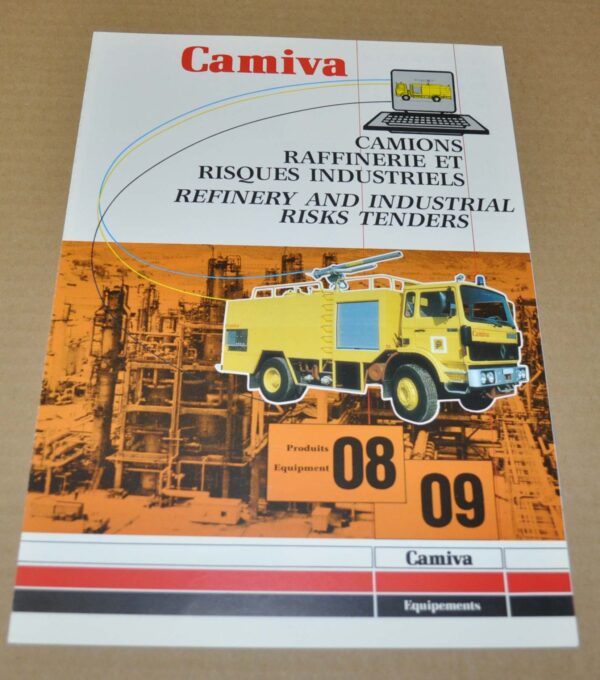 Camiva
CAMIONS
RAFFINERIE ET
RISQUES INDUSTRIELS
REFINERY AND INDUSTRIAL
RISKS TENDERS
Produits
Equipment
08
09
Camiva
Equipements